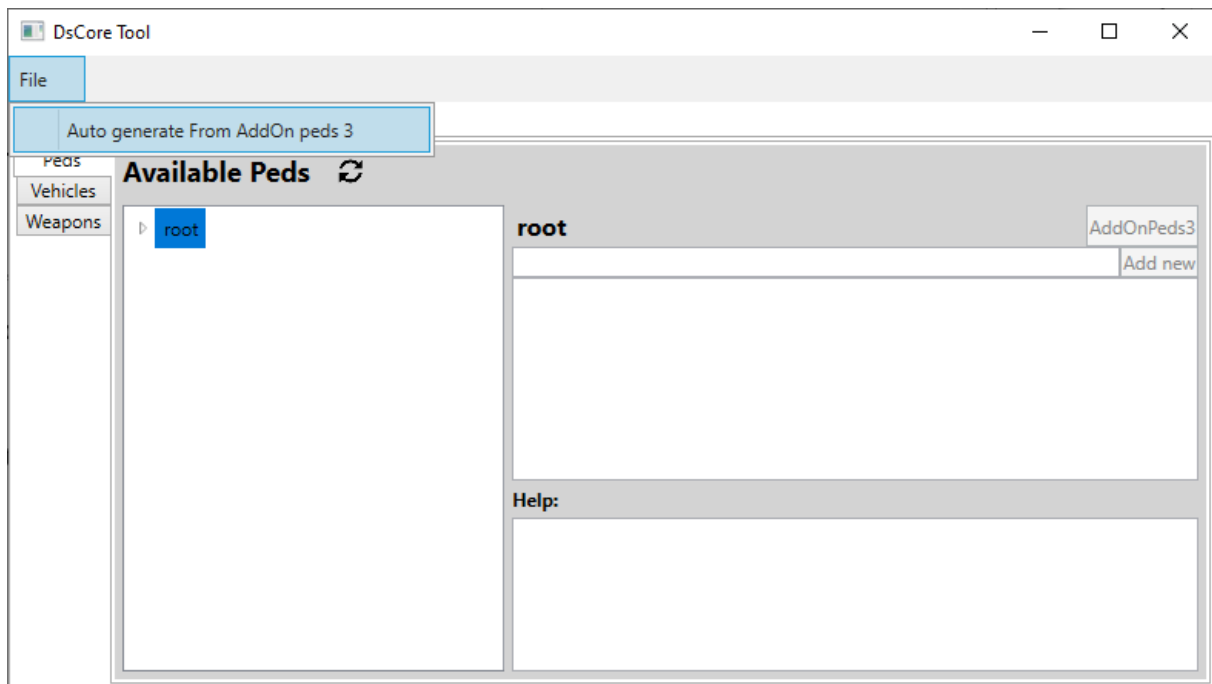 DsCore Tool
File
Auto generate From AddOn peds 3
Peds
Vehicles
Weapons
Available Peds
root
root
AddOnPeds3
Add new
Help: